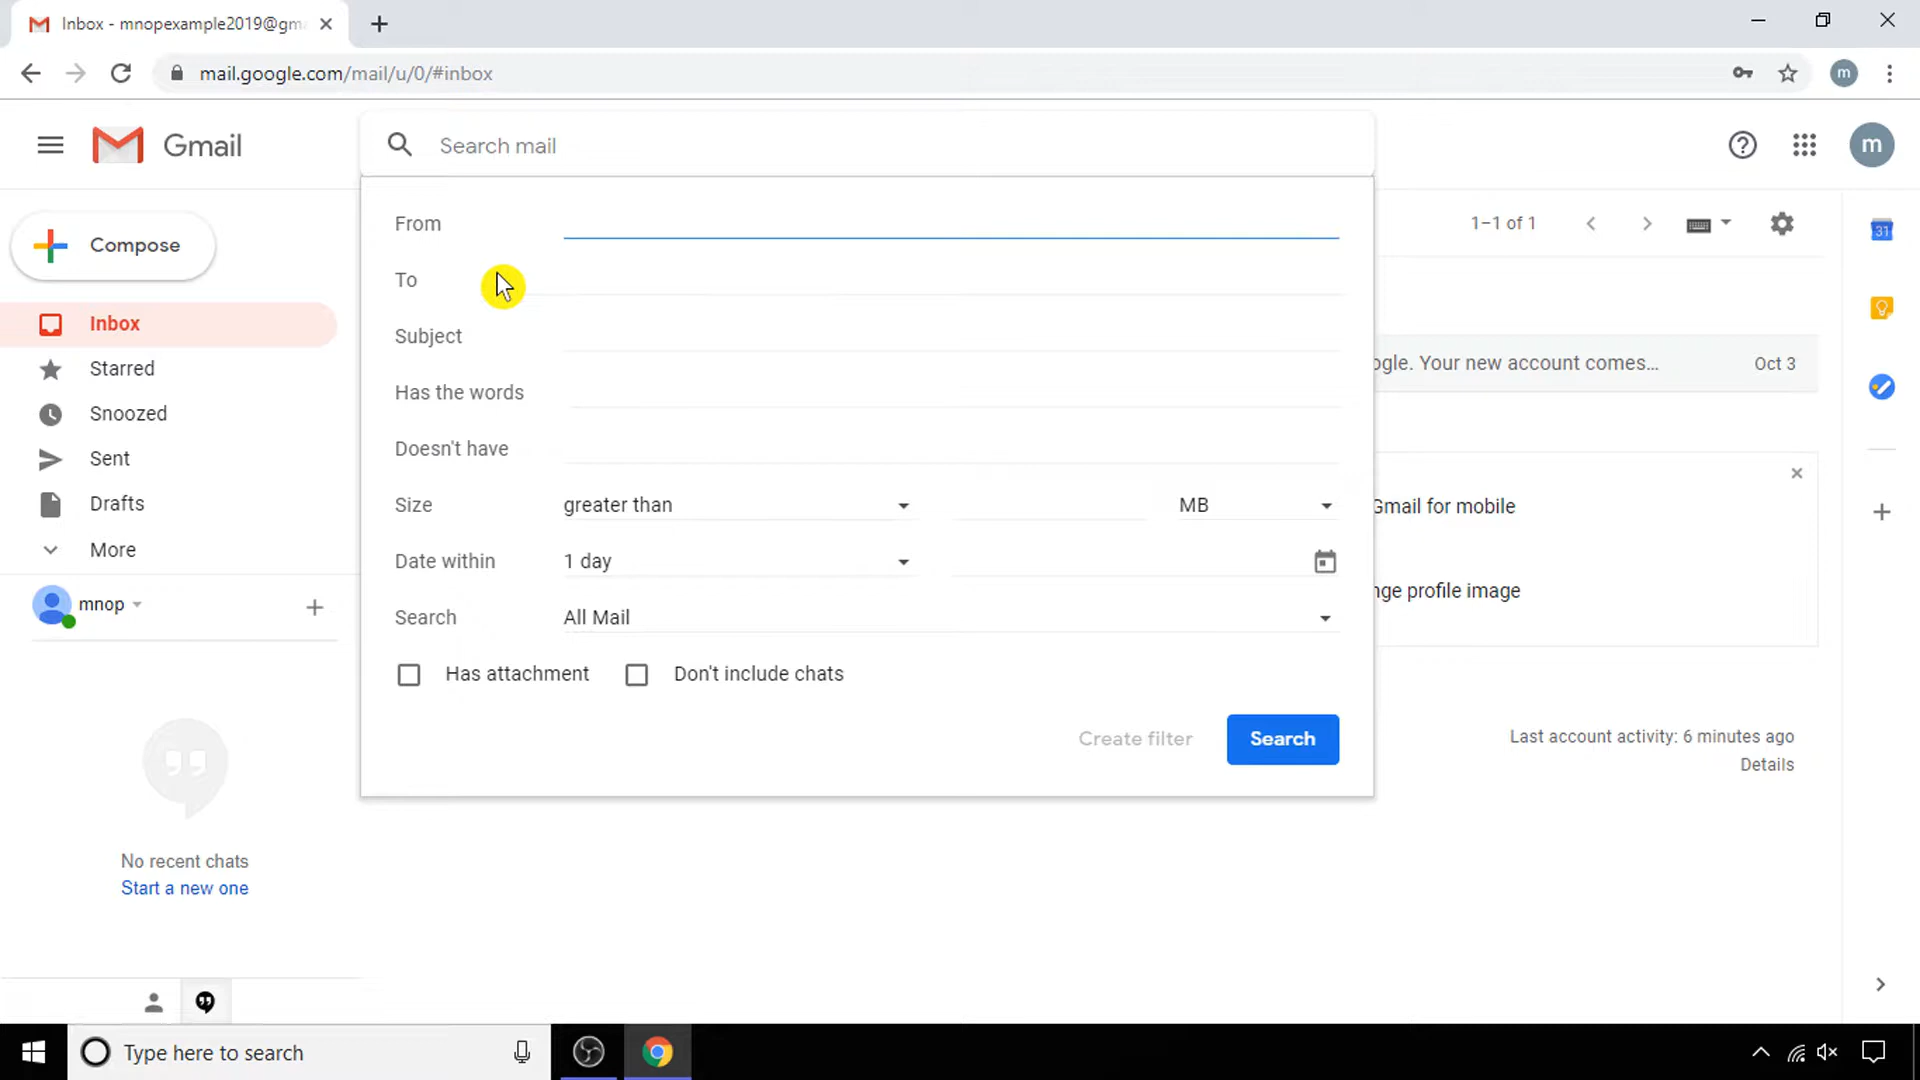 Inbox - mnopexample2019@gm
mail.google.com/mail/u/0/#inbox
m
Gmail
Search mail
m
Compose
Inbox
Starred
Snoozed
Sent
Drafts
More
mnop
No recent chats
Start a new one
From
To
Subject
Has the words
Doesn't have
Size greater than MB
Date within 1 day
Search All Mail
Has attachment Don't include chats
Create filter Search
1–1 of 1
ogle. Your new account comes... Oct 3
Gmail for mobile
nge profile image
Last account activity: 6 minutes ago
Details
31
Type here to search